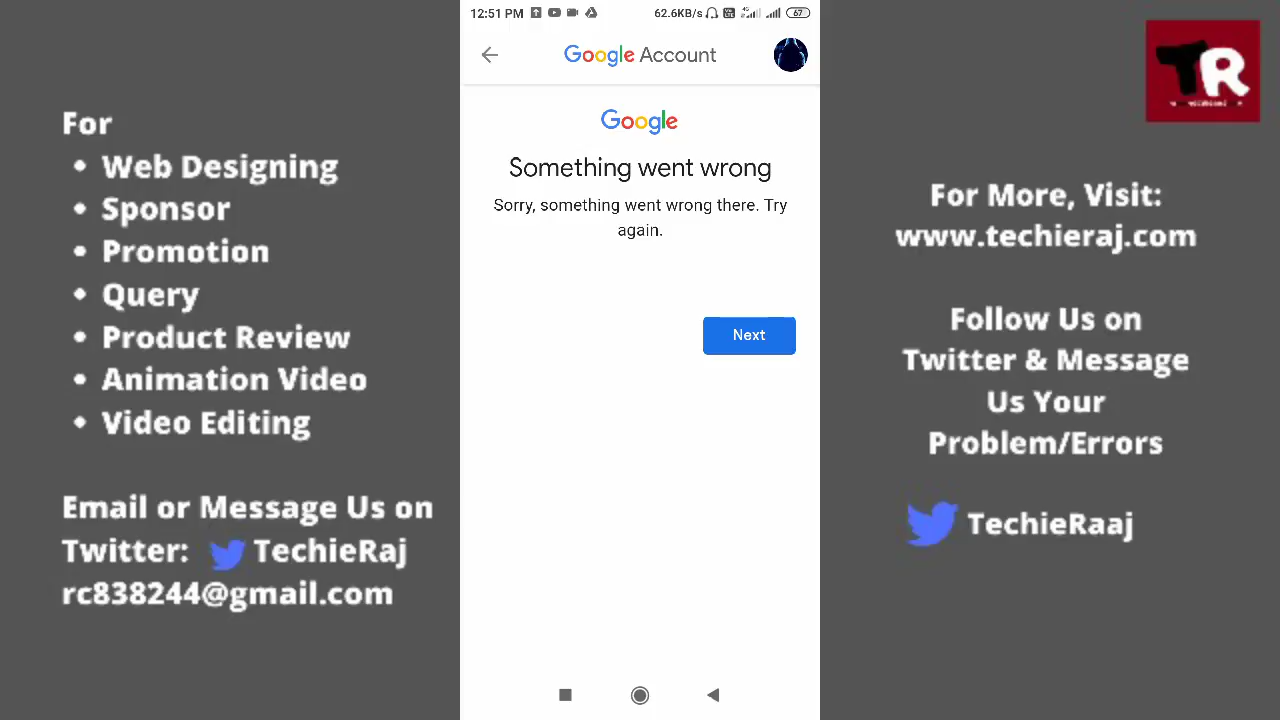 For
• Web Designing
• Sponsor
• Promotion
• Query
• Product Review
• Animation Video
• Video Editing
Email or Message Us on
Twitter: TechieRaj
rc838244@gmail.com
12:51 PM 62.6KB/s 4G 67
Google Account
Google
Something went wrong
Sorry, something went wrong there. Try
again.
Next
TR
For More, Visit:
www.techieraj.com
Follow Us on
Twitter & Message
Us Your
Problem/Errors
TechieRaaj